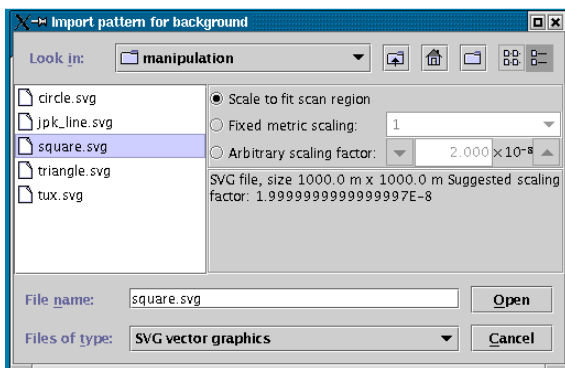 Import pattern for background
Look in: manipulation
circle.svg
jpk_line.svg
square.svg
triangle.svg
tux.svg
Scale to fit scan region
Fixed metric scaling: 1
Arbitrary scaling factor: 2.000 ×10⁻⁸
SVG file, size 1000.0 m x 1000.0 m Suggested scaling
factor: 1.9999999999999997E-8
File name: square.svg Open
Files of type: SVG vector graphics Cancel